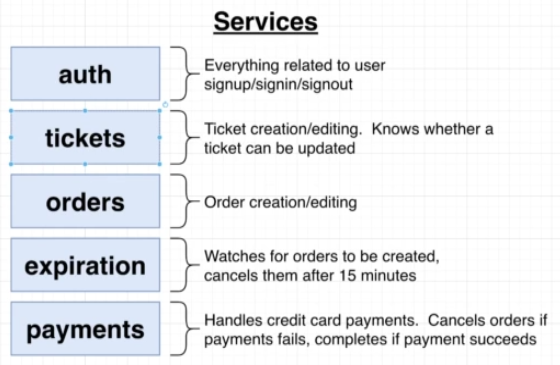 Services
auth
Everything related to user
signup/signin/signout
tickets
Ticket creation/editing. Knows whether a
ticket can be updated
orders
Order creation/editing
expiration
Watches for orders to be created,
cancels them after 15 minutes
payments
Handles credit card payments. Cancels orders if
payments fails, completes if payment succeeds